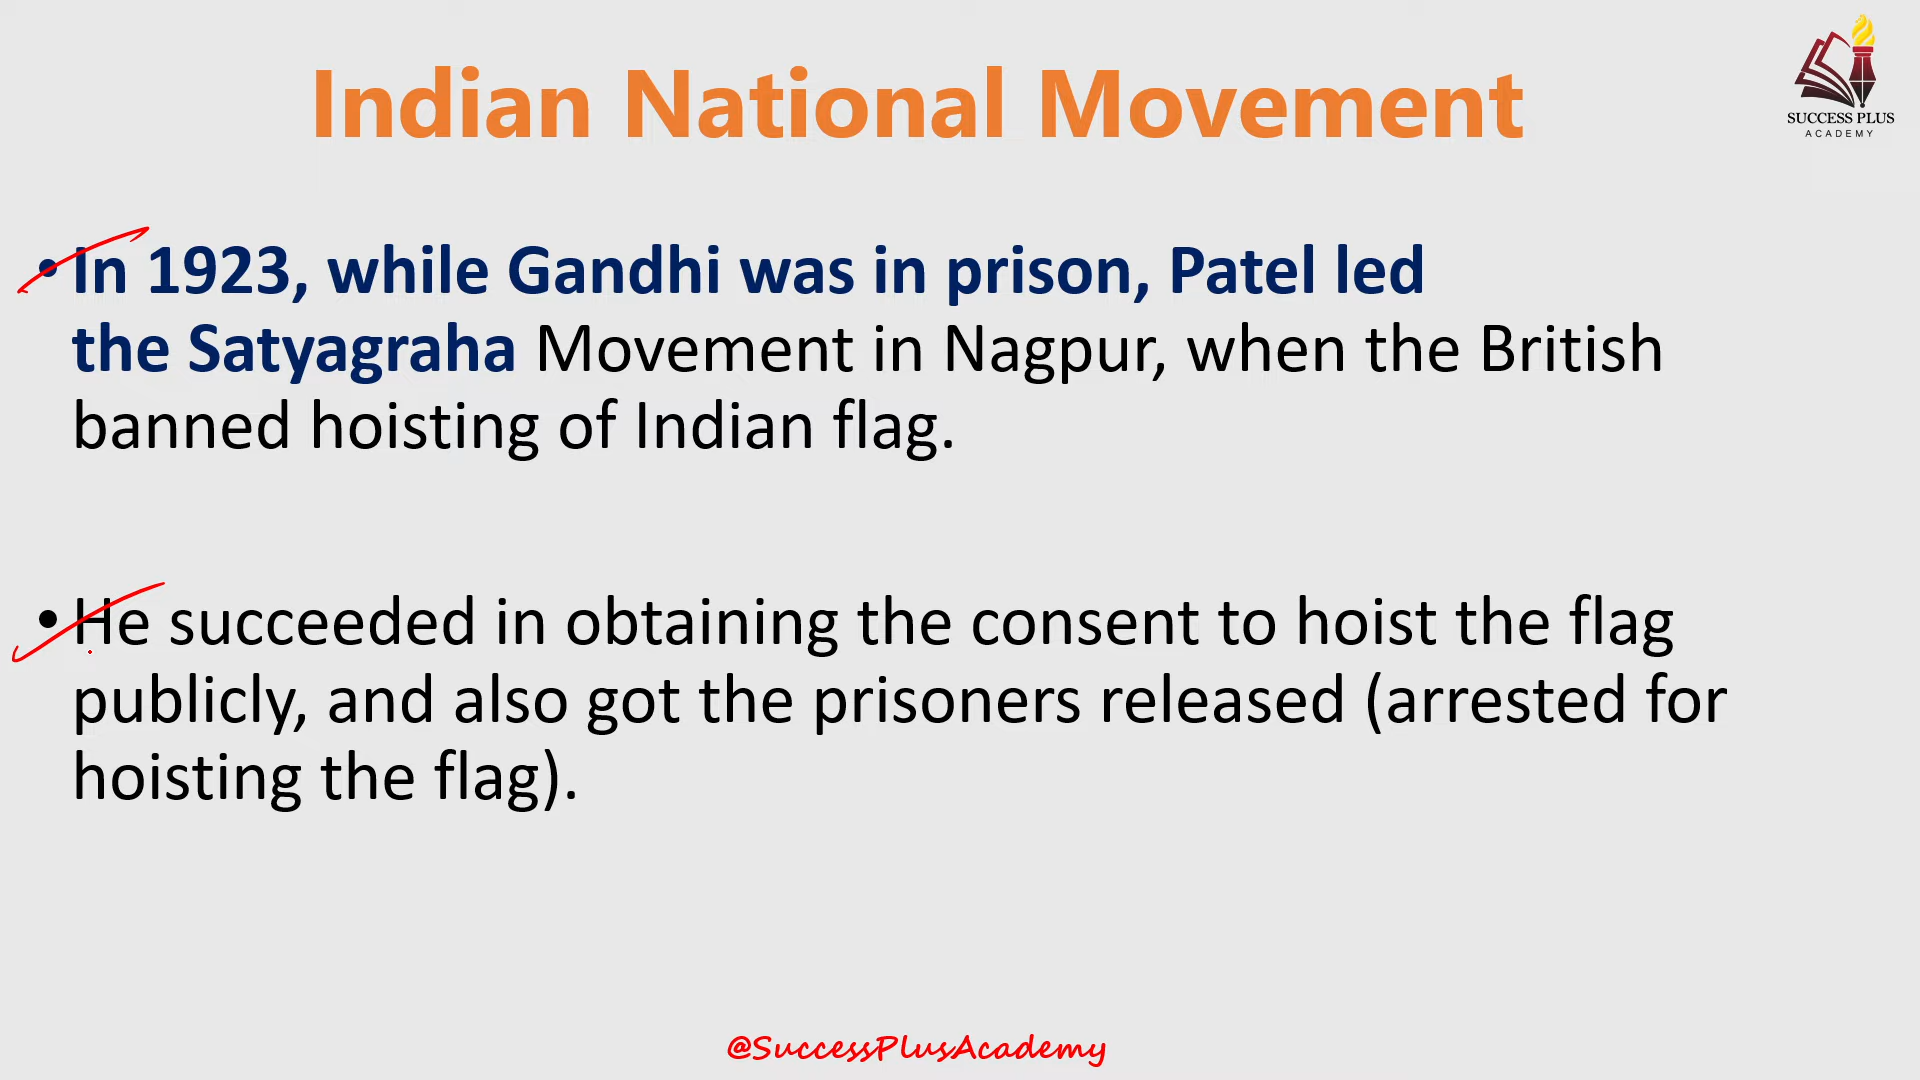 Indian National Movement
SUCCESS PLUS
ACADEMY
• In 1923, while Gandhi was in prison, Patel led
the Satyagraha Movement in Nagpur, when the British
banned hoisting of Indian flag.
• He succeeded in obtaining the consent to hoist the flag
publicly, and also got the prisoners released (arrested for
hoisting the flag).
@SuccessPlusAcademy